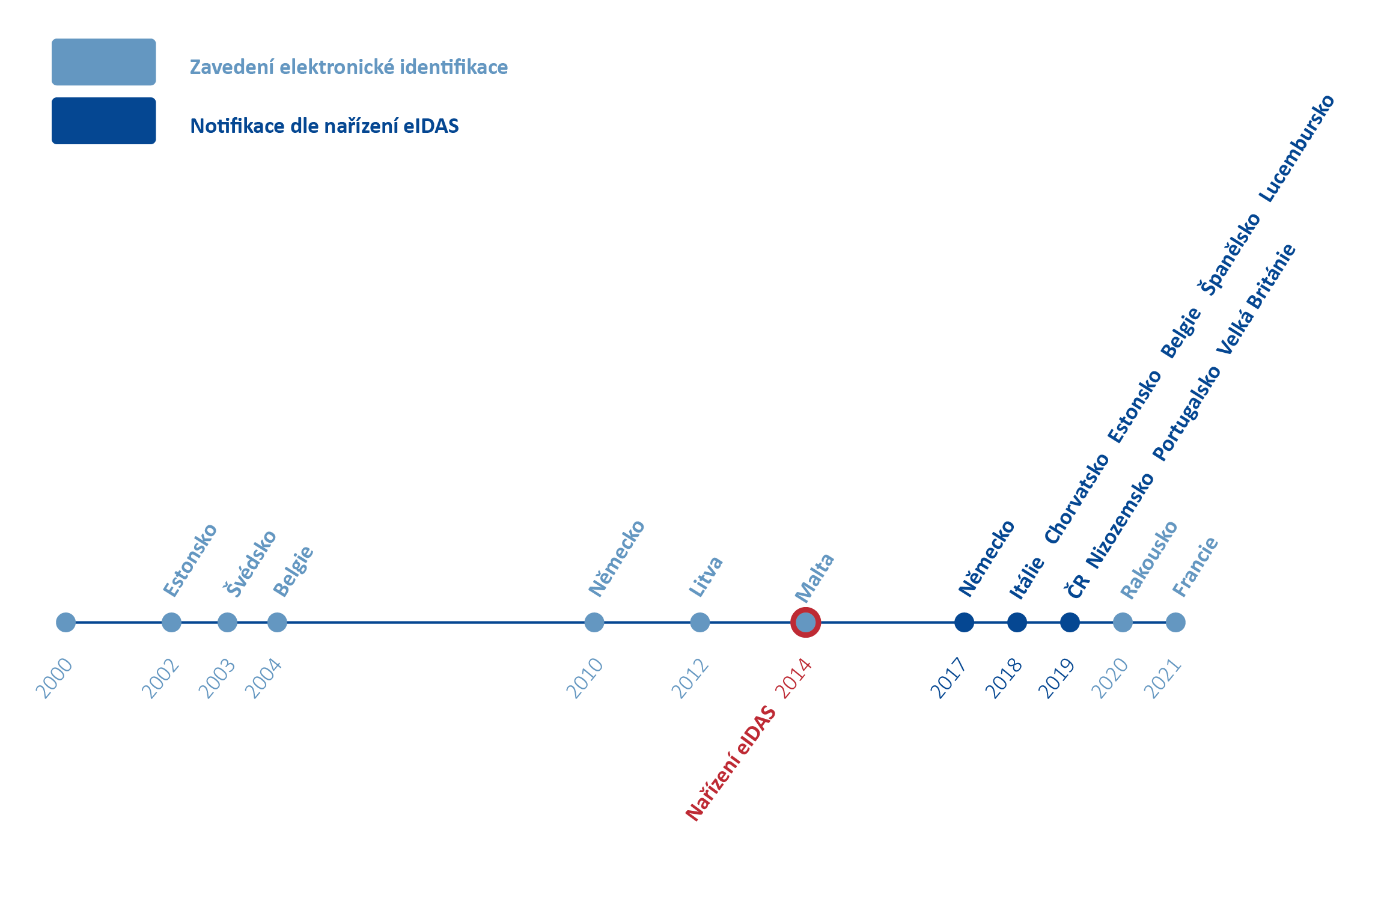 Zavedení elektronické identifikace
Notifikace dle nařízení eIDAS
Estonsko
Švédsko
Belgie
Německo
Litva
Malta
Německo
Itálie Chorvatsko Estonsko Belgie Španělsko Lucembursko
ČR Nizozemsko Portugalsko Velká Británie
Rakousko
Francie
2000
2002
2003
2004
2010
2012
Nařízení eIDAS 2014
2017
2018
2019
2020
2021